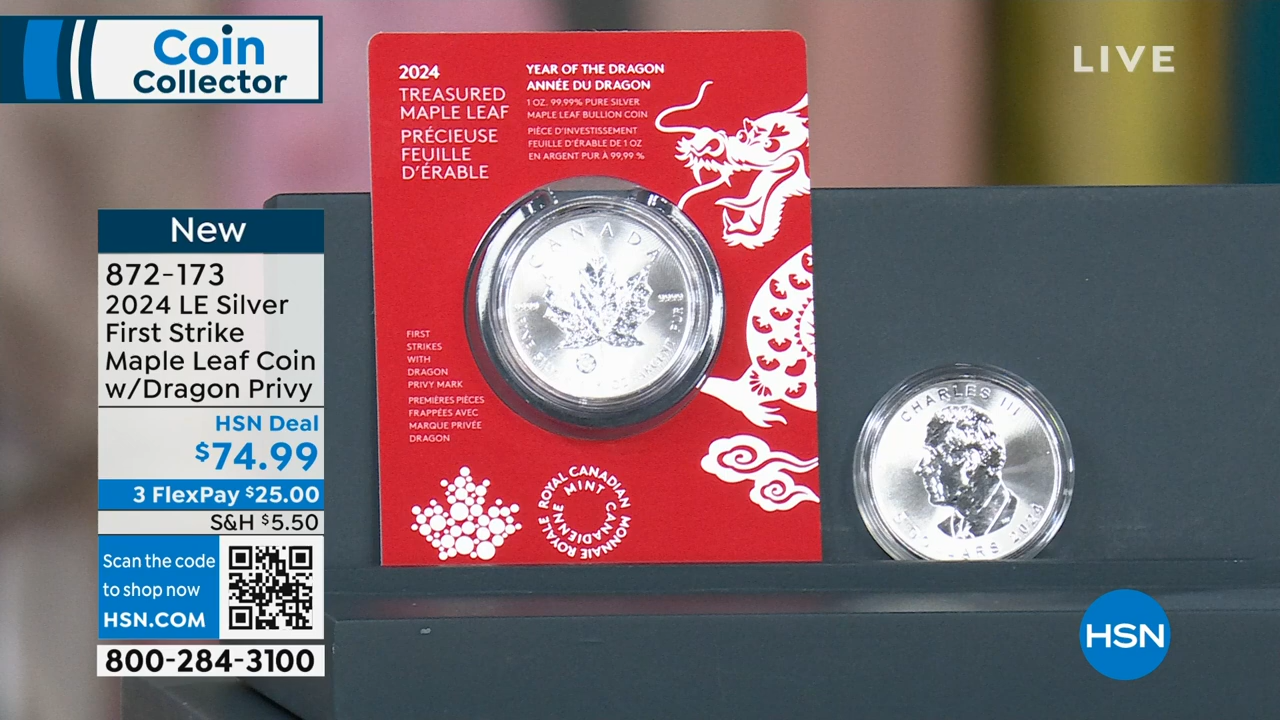 Coin
Collector
LIVE
New
872-173
2024 LE Silver
First Strike
Maple Leaf Coin
w/Dragon Privy
HSN Deal
$74.99
3 FlexPay $25.00
S&H $5.50
Scan the code
to shop now
HSN.COM
800-284-3100
2024
TREASURED
MAPLE LEAF
PRÉCIEUSE
FEUILLE
D'ÉRABLE
YEAR OF THE DRAGON
ANNÉE DU DRAGON
1 OZ. 99.99% PURE SILVER
MAPLE LEAF BULLION COIN
PIÈCE D'INVESTISSEMENT
FEUILLE D'ÉRABLE DE 1 OZ
EN ARGENT PUR À 99,99 %
CANADA
9999
FIRST
STRIKES
WITH
DRAGON
PRIVY MARK
PREMIÈRES PIÈCES
FRAPPÉES AVEC
MARQUE PRIVÉE
DRAGON
ROYAL CANADIAN MINT
MONNAIE ROYALE CANADIENNE
CHARLES III
HSN